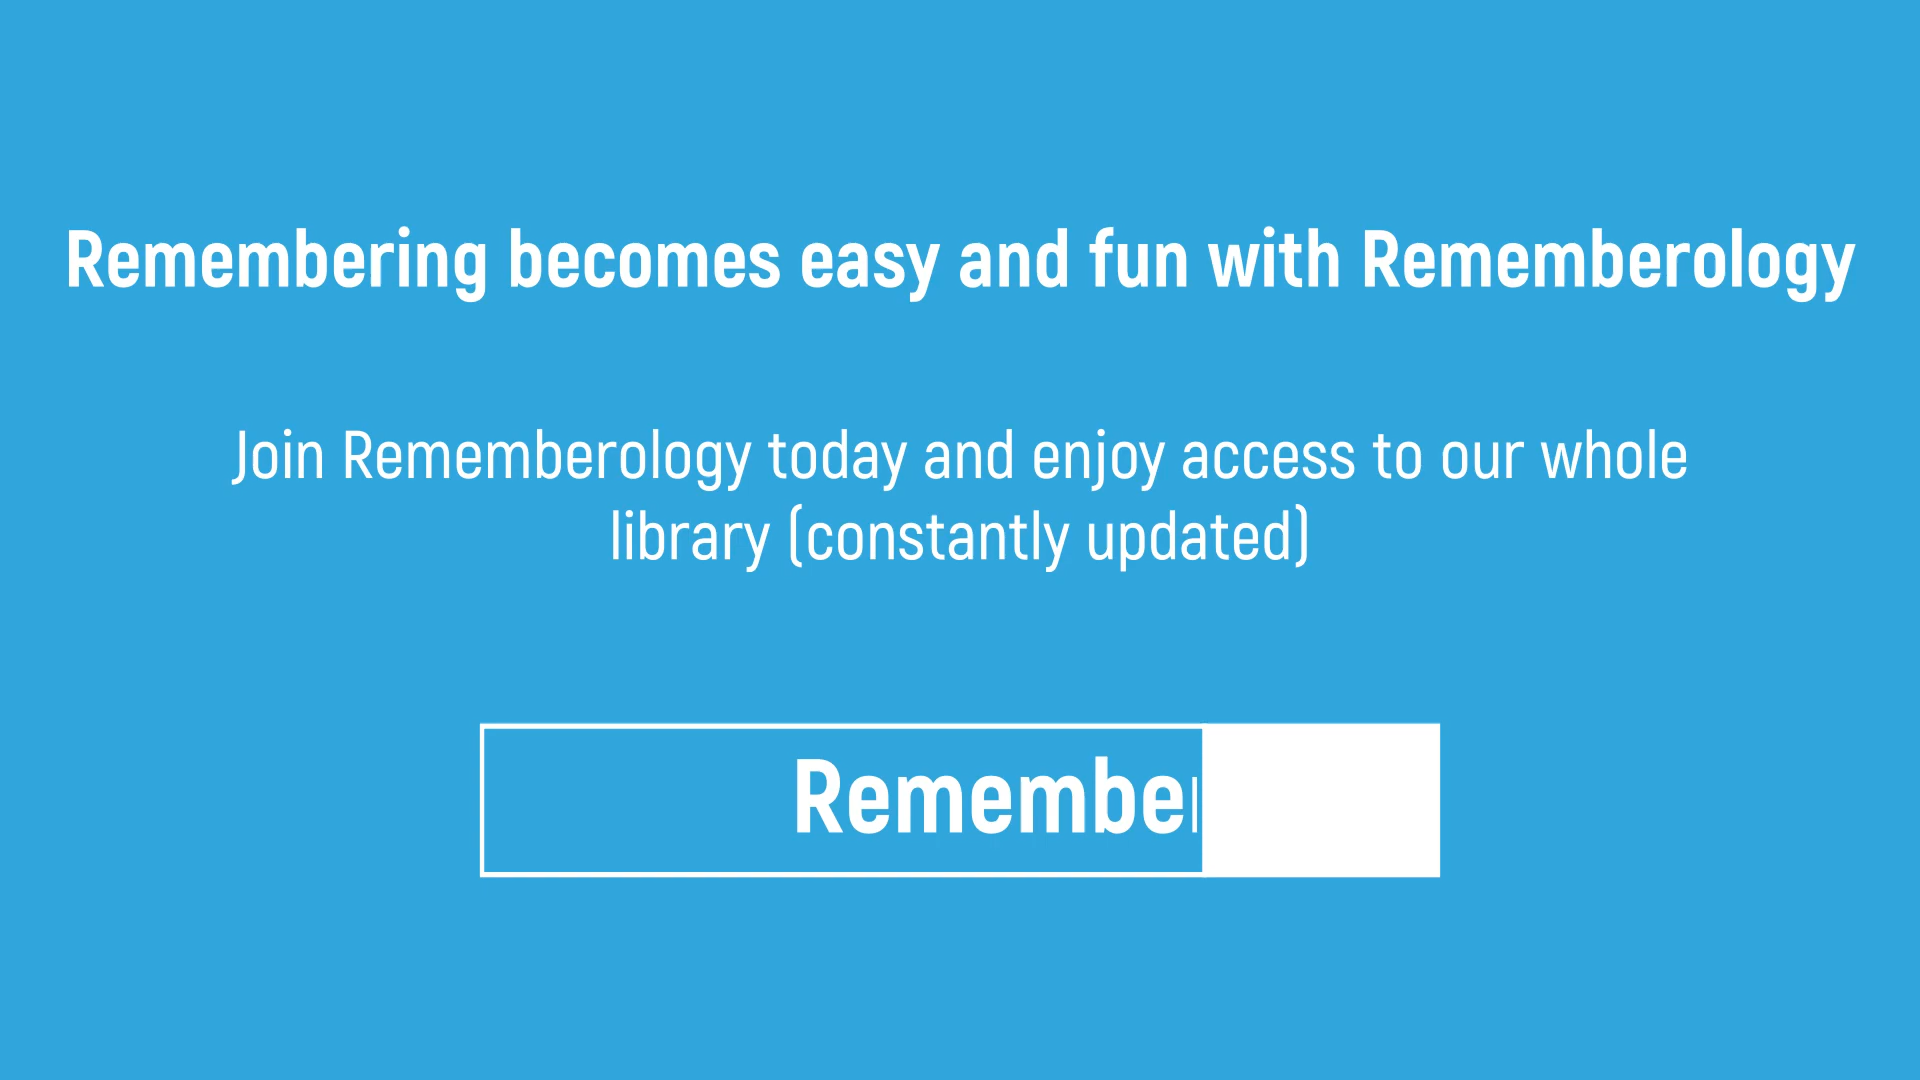 Remembering becomes easy and fun with Rememberology
Join Rememberology today and enjoy access to our whole
library (constantly updated)
Remember